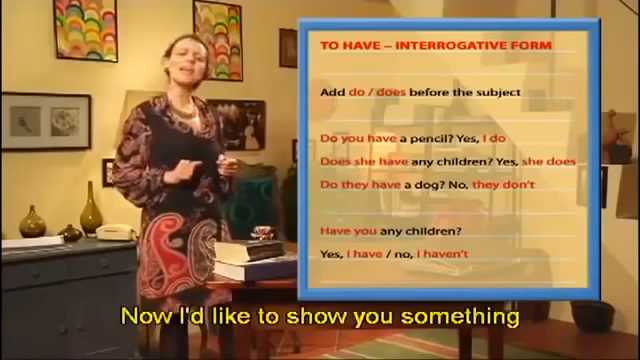 TO HAVE – INTERROGATIVE FORM
Add do / does before the subject
Do you have a pencil? Yes, I do
Does she have any children? Yes, she does
Do they have a dog? No, they don't
Have you any children?
Yes, I have / no, I haven't
Now I'd like to show you something